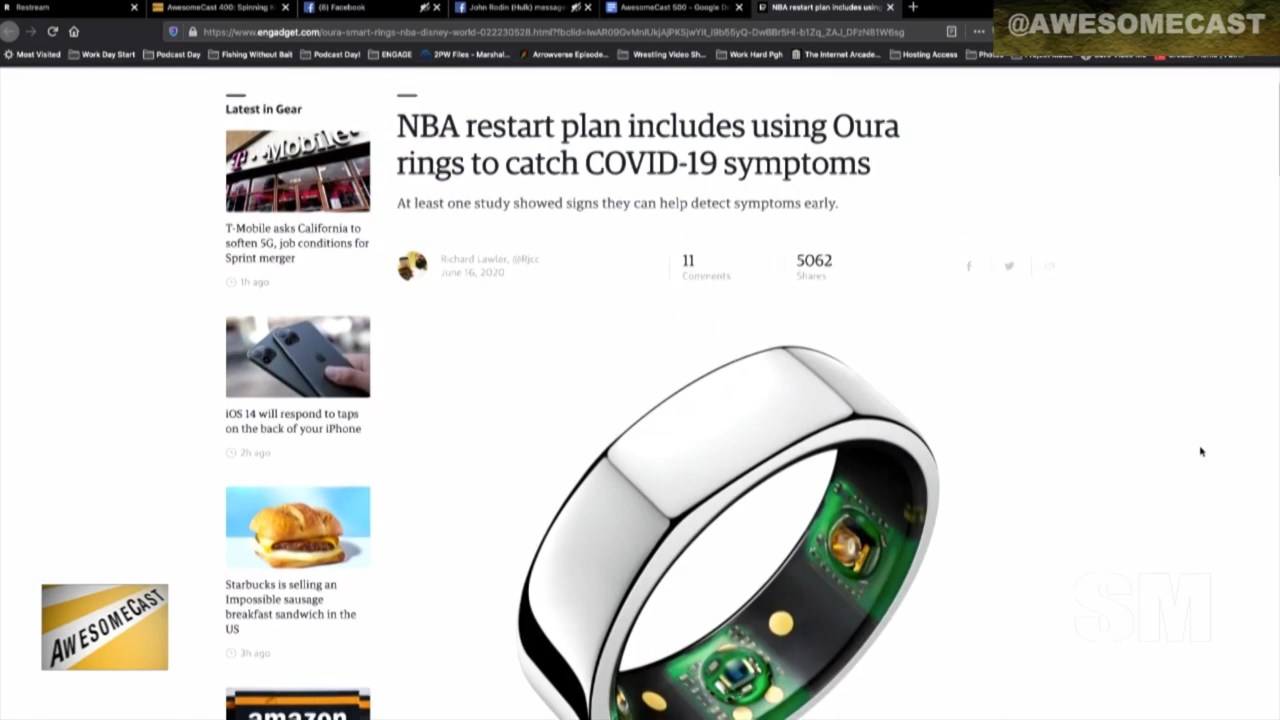 Restream
AwesomeCast 400: Spinning K
(8) Facebook
John Rodin (Hulk) message
AwesomeCast 500 - Google Do
NBA restart plan includes using
@AWESOMECAST
Most Visited
Work Day Start
Podcast Day
Fishing Without Bait
Podcast Day!
ENGAGE
2PW Files - Marshal...
Arrowverse Episode...
Wrestling Video Sh...
Work Hard Pgh
The Internet Arcade...
Hosting Access
Latest in Gear
T-Mobile
T-Mobile asks California to
soften 5G, job conditions for
Sprint merger
1h ago
iOS 14 will respond to taps
on the back of your iPhone
2h ago
Starbucks is selling an
Impossible sausage
breakfast sandwich in the
US
3h ago
amazon
NBA restart plan includes using Oura
rings to catch COVID-19 symptoms
At least one study showed signs they can help detect symptoms early.
Richard Lawler, @Rjcc
June 16, 2020
11
Comments
5062
Shares
AWESOMECAST
SM